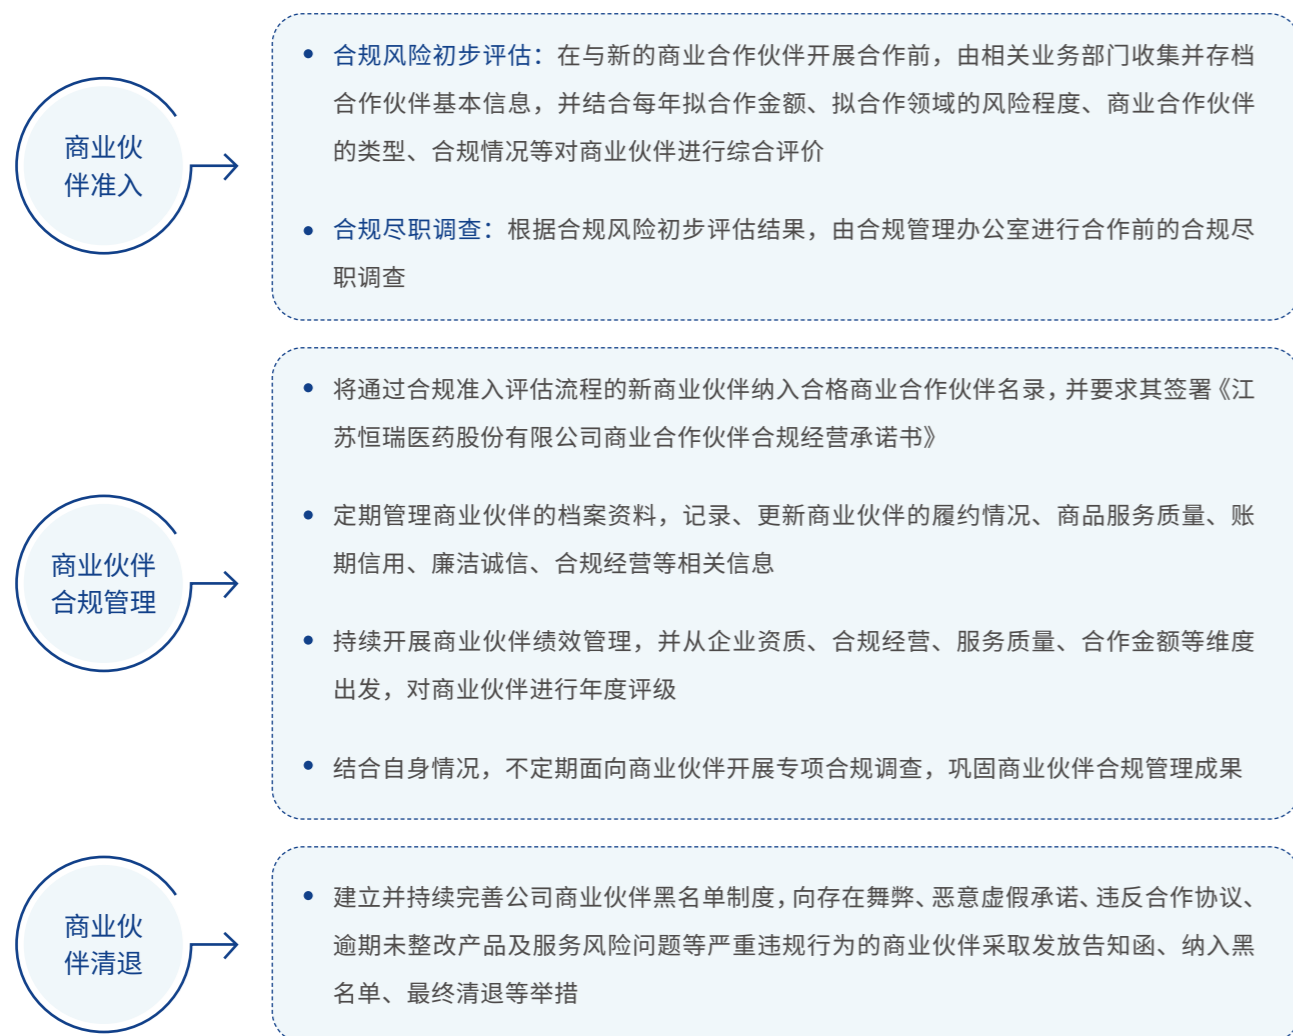 商业伙
伴准入
• 合规风险初步评估：在与新的商业合作伙伴开展合作前，由相关业务部门收集并存档
合作伙伴基本信息，并结合每年拟合作金额、拟合作领域的风险程度、商业合作伙伴
的类型、合规情况等对商业伙伴进行综合评价
• 合规尽职调查：根据合规风险初步评估结果，由合规管理办公室进行合作前的合规尽
职调查
商业伙伴
合规管理
• 将通过合规准入评估流程的新商业伙伴纳入合格商业合作伙伴名录，并要求其签署《江
苏恒瑞医药股份有限公司商业合作伙伴合规经营承诺书》
• 定期管理商业伙伴的档案资料，记录、更新商业伙伴的履约情况、商品服务质量、账
期信用、廉洁诚信、合规经营等相关信息
• 持续开展商业伙伴绩效管理，并从企业资质、合规经营、服务质量、合作金额等维度
出发，对商业伙伴进行年度评级
• 结合自身情况，不定期面向商业伙伴开展专项合规调查，巩固商业伙伴合规管理成果
商业伙
伴清退
• 建立并持续完善公司商业伙伴黑名单制度，向存在舞弊、恶意虚假承诺、违反合作协议、
逾期未整改产品及服务风险问题等严重违规行为的商业伙伴采取发放告知函、纳入黑
名单、最终清退等举措